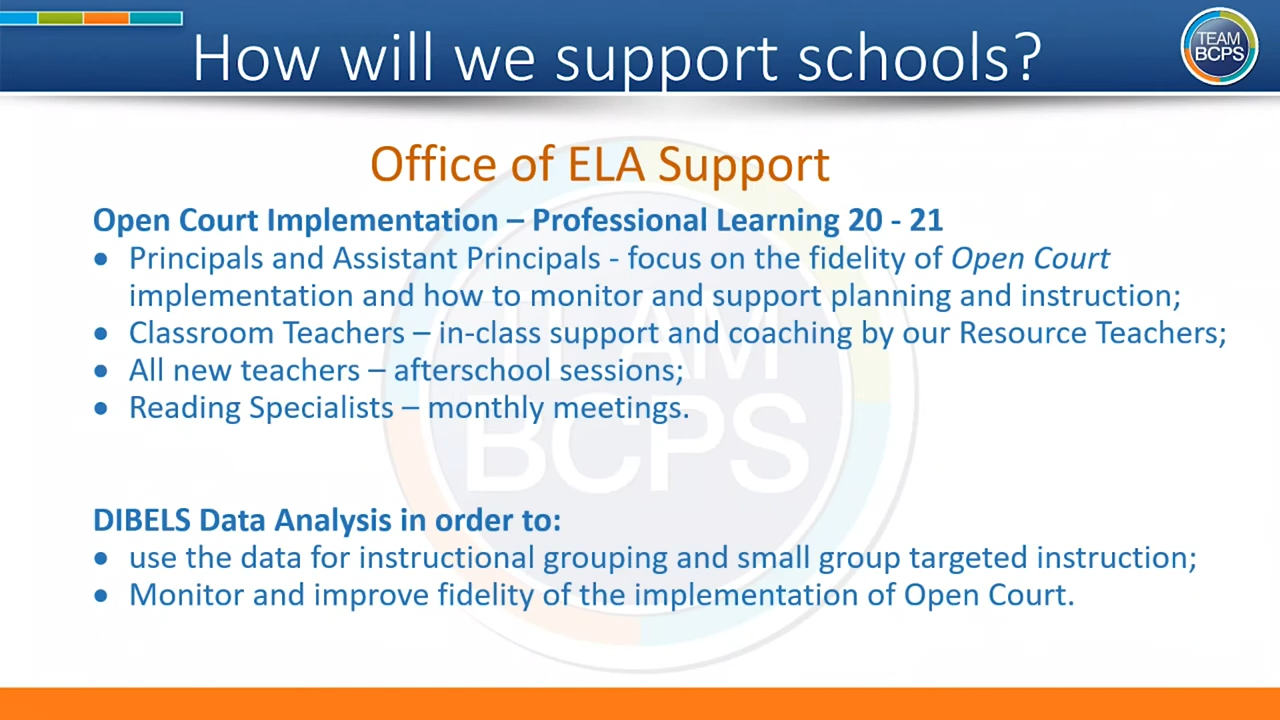 How will we support schools?
TEAM
BCPS
Office of ELA Support
Open Court Implementation – Professional Learning 20 - 21
• Principals and Assistant Principals - focus on the fidelity of Open Court
implementation and how to monitor and support planning and instruction;
• Classroom Teachers – in-class support and coaching by our Resource Teachers;
• All new teachers – afterschool sessions;
• Reading Specialists – monthly meetings.
TEAM
BCPS
DIBELS Data Analysis in order to:
• use the data for instructional grouping and small group targeted instruction;
• Monitor and improve fidelity of the implementation of Open Court.